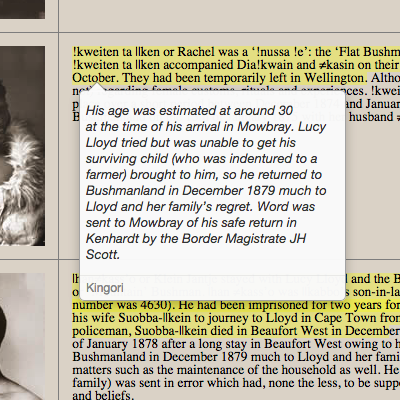 !kweiten ta ||ken or Rachel was a '!nussa !e': the 'Flat Bushm
!kweiten ta ||ken accompanied Dia!kwain and ≠kasin on their
October. They had been temporarily left in Wellington. Altho
not regarding female customs, rituals and experiences. !kwei
and Januar
husband ≠
His age was estimated at around 30
at the time of his arrival in Mowbray. Lucy
Lloyd tried but was unable to get his
surviving child (who was indentured to a
farmer) brought to him, so he returned to
Bushmanland in December 1879 much to
Lloyd and her family's regret. Word was
sent to Mowbray of his safe return in
Kenhardt by the Border Magistrate JH
Scott.
Kingori
and the B
son-in-la
number was 4630). He had been imprisoned for two years for
his wife Suobba-||kein to journey to Lloyd in Cape Town from
policeman, Suobba-||kein died in Beaufort West in December
of January 1878 after a long stay in Beaufort West owing to h
Bushmanland in December 1879 much to Lloyd and her fami
matters such as the maintenance of the household as well. He
family) was sent in error which had, none the less, to be supp
and beliefs.